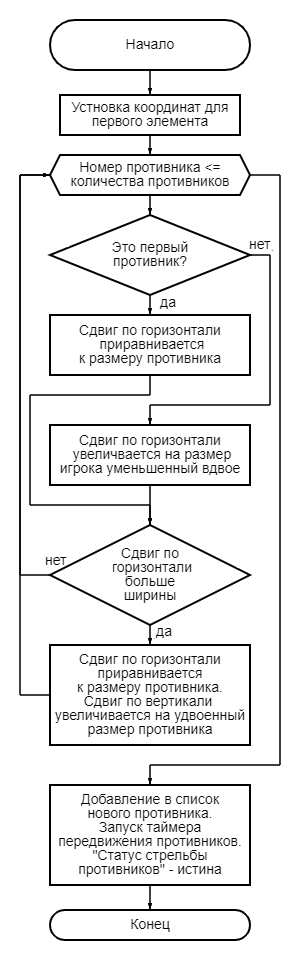 Начало
Устновка координат для
первого элемента
Номер противника <=
количества противников
Это первый
противник?
нет
да
Сдвиг по горизонтали
приравнивается
к размеру противника
Сдвиг по горизонтали
увеличвается на размер
игрока уменьшенный вдвое
Сдвиг по
горизонтали
больше
ширины
нет
да
Сдвиг по горизонтали
приравнивается
к размеру противника.
Сдвиг по вертикали
увеличивается на удвоенный
размер противника
Добавление в список
нового противника.
Запуск таймера
передвижения противников.
"Статус стрельбы
противников" - истина
Конец